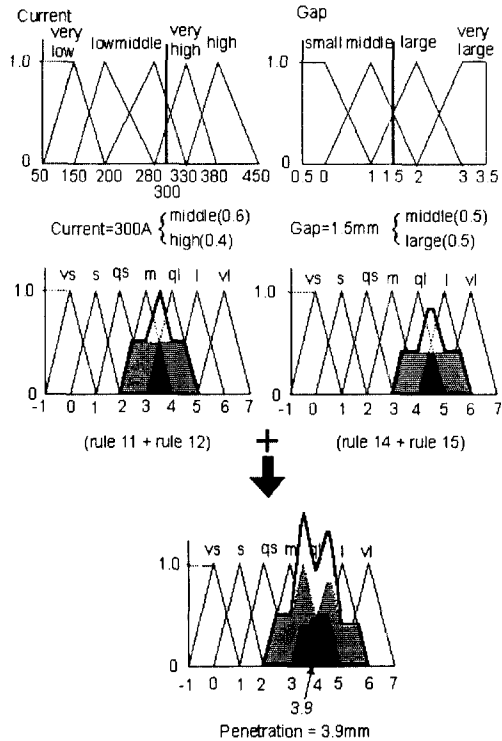 Current
very low
low
middle
very high
high
1.0
0
50
150
200
280
330
380
450
300
Gap
small
middle
large
very large
1.0
0
0.5
0
1
1.5
2
3
3.5
Current=300A { middle(0.6)
high(0.4)
Gap=1.5mm { middle(0.5)
large(0.5)
vs s qs m ql l vl
1.0
0
-1 0 1 2 3 4 5 6 7
(rule 11 + rule 12)
vs s qs m ql l vl
1.0
0
-1 0 1 2 3 4 5 6 7
(rule 14 + rule 15)
+
vs s qs m ql l vl
1.0
0
-1 0 1 2 3 4 5 6 7
3.9
Penetration = 3.9mm